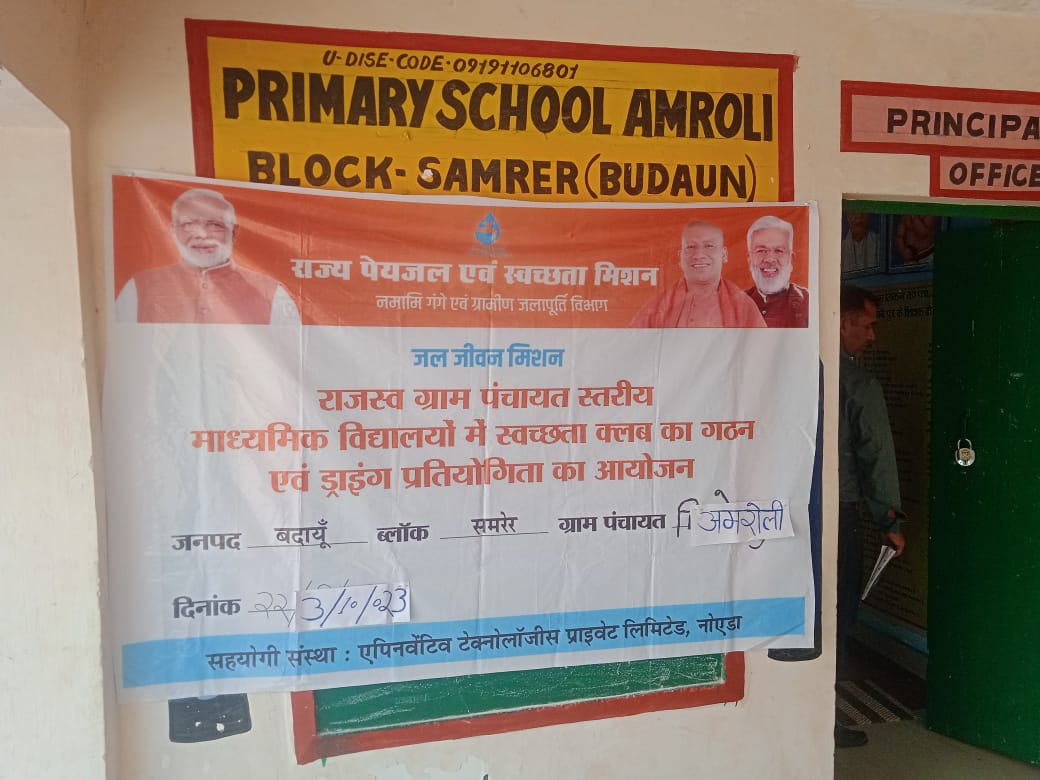 U-DISE-CODE-09191106801
PRIMARY SCHOOL AMROLI
BLOCK-SAMRER (BUDAUN)
PRINCIPA
OFFICE
राज्य पेयजल एवं स्वच्छता मिशन
नमामि गंगे एवं ग्रामीण जलापूर्ति विभाग
जल जीवन मिशन
राजस्व ग्राम पंचायत स्तरीय
माध्यमिक विद्यालयों में स्वच्छता क्लब का गठन
एवं ड्राइंग प्रतियोगिता का आयोजन
जनपद बदायूँ ब्लॉक समरेर ग्राम पंचायत अमरोली
दिनांक 3/10/023
सहयोगी संस्था : एपिनवेंटिव टेक्नोलॉजीस प्राइवेट लिमिटेड, नोएडा